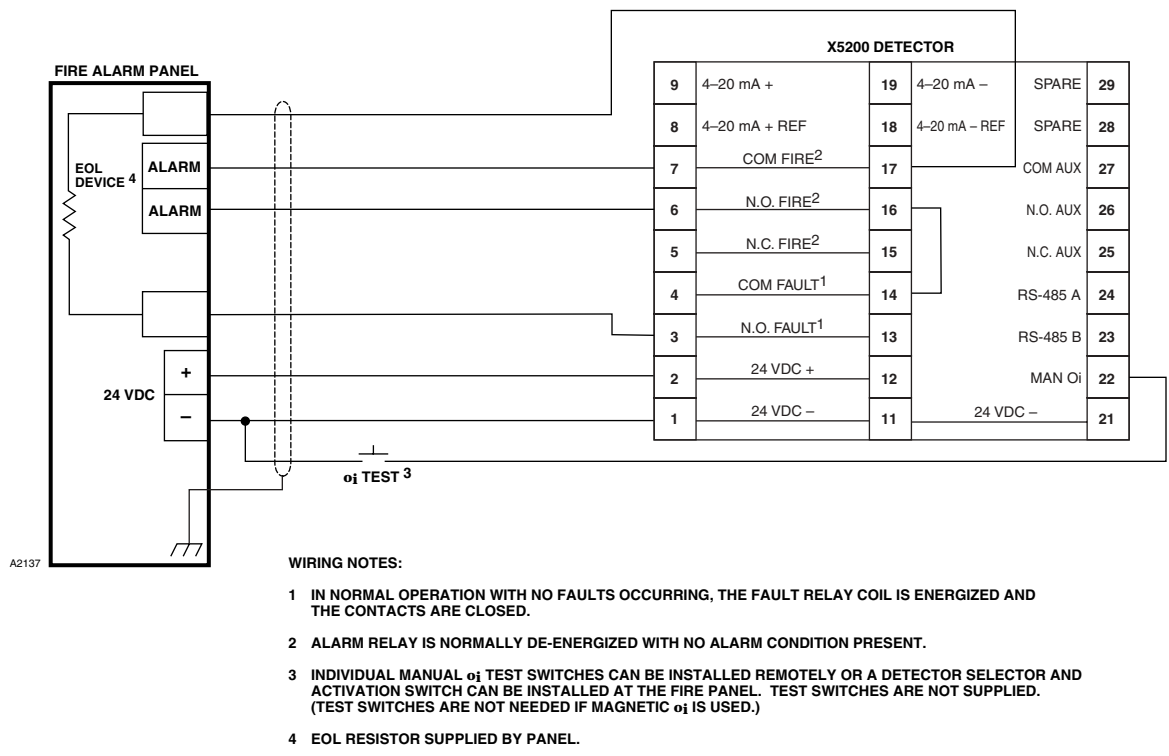 X5200 DETECTOR
FIRE ALARM PANEL
EOL
DEVICE 4
ALARM
ALARM
24 VDC
+
–
9 4–20 mA + 19 4–20 mA – SPARE 29
8 4–20 mA + REF 18 4–20 mA – REF SPARE 28
7 COM FIRE2 17 COM AUX 27
6 N.O. FIRE2 16 N.O. AUX 26
5 N.C. FIRE2 15 N.C. AUX 25
4 COM FAULT1 14 RS-485 A 24
3 N.O. FAULT1 13 RS-485 B 23
2 24 VDC + 12 MAN Oi 22
1 24 VDC – 11 24 VDC – 21
oi TEST 3
A2137
WIRING NOTES:
1 IN NORMAL OPERATION WITH NO FAULTS OCCURRING, THE FAULT RELAY COIL IS ENERGIZED AND
THE CONTACTS ARE CLOSED.
2 ALARM RELAY IS NORMALLY DE-ENERGIZED WITH NO ALARM CONDITION PRESENT.
3 INDIVIDUAL MANUAL oi TEST SWITCHES CAN BE INSTALLED REMOTELY OR A DETECTOR SELECTOR AND
ACTIVATION SWITCH CAN BE INSTALLED AT THE FIRE PANEL. TEST SWITCHES ARE NOT SUPPLIED.
(TEST SWITCHES ARE NOT NEEDED IF MAGNETIC oi IS USED.)
4 EOL RESISTOR SUPPLIED BY PANEL.